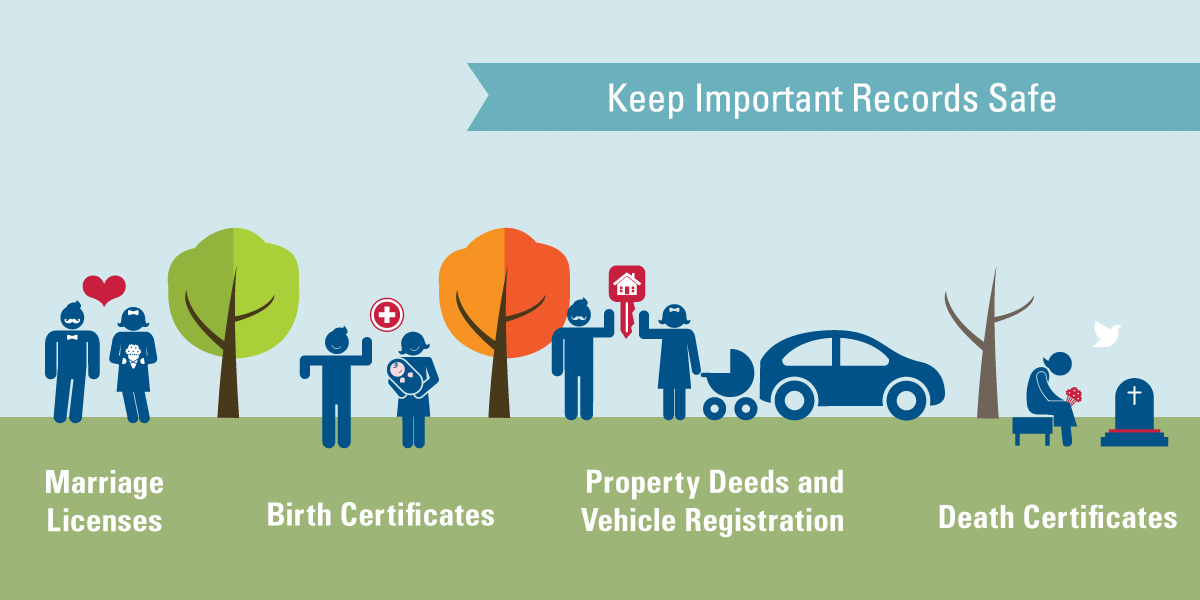 Keep Important Records Safe
Marriage
Licenses
Birth Certificates
Property Deeds and
Vehicle Registration
Death Certificates